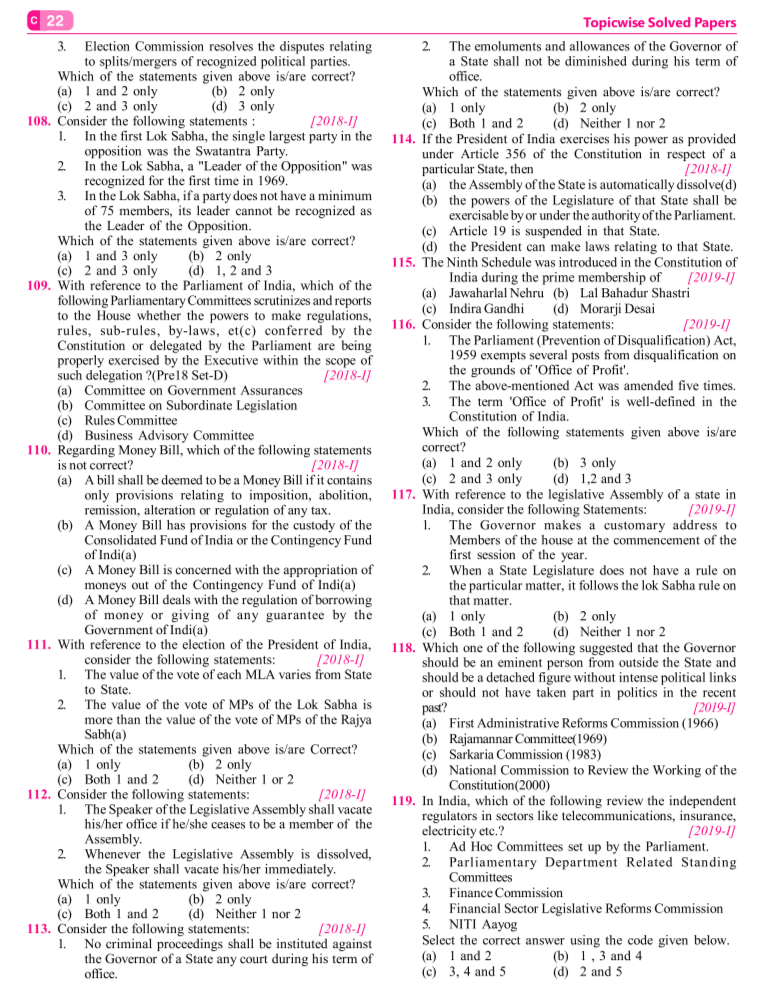 C 22
Topicwise Solved Papers
3. Election Commission resolves the disputes relating
to splits/mergers of recognized political parties.
Which of the statements given above is/are correct?
(a) 1 and 2 only (b) 2 only
(c) 2 and 3 only (d) 3 only
108. Consider the following statements : [2018-I]
1. In the first Lok Sabha, the single largest party in the
opposition was the Swatantra Party.
2. In the Lok Sabha, a "Leader of the Opposition" was
recognized for the first time in 1969.
3. In the Lok Sabha, if a party does not have a minimum
of 75 members, its leader cannot be recognized as
the Leader of the Opposition.
Which of the statements given above is/are correct?
(a) 1 and 3 only (b) 2 only
(c) 2 and 3 only (d) 1, 2 and 3
109. With reference to the Parliament of India, which of the
following Parliamentary Committees scrutinizes and reports
to the House whether the powers to make regulations,
rules, sub-rules, by-laws, et(c) conferred by the
Constitution or delegated by the Parliament are being
properly exercised by the Executive within the scope of
such delegation ?(Pre18 Set-D) [2018-I]
(a) Committee on Government Assurances
(b) Committee on Subordinate Legislation
(c) Rules Committee
(d) Business Advisory Committee
110. Regarding Money Bill, which of the following statements
is not correct? [2018-I]
(a) A bill shall be deemed to be a Money Bill if it contains
only provisions relating to imposition, abolition,
remission, alteration or regulation of any tax.
(b) A Money Bill has provisions for the custody of the
Consolidated Fund of India or the Contingency Fund
of Indi(a)
(c) A Money Bill is concerned with the appropriation of
moneys out of the Contingency Fund of Indi(a)
(d) A Money Bill deals with the regulation of borrowing
of money or giving of any guarantee by the
Government of Indi(a)
111. With reference to the election of the President of India,
consider the following statements: [2018-I]
1. The value of the vote of each MLA varies from State
to State.
2. The value of the vote of MPs of the Lok Sabha is
more than the value of the vote of MPs of the Rajya
Sabh(a)
Which of the statements given above is/are Correct?
(a) 1 only (b) 2 only
(c) Both 1 and 2 (d) Neither 1 or 2
112. Consider the following statements: [2018-I]
1. The Speaker of the Legislative Assembly shall vacate
his/her office if he/she ceases to be a member of the
Assembly.
2. Whenever the Legislative Assembly is dissolved,
the Speaker shall vacate his/her immediately.
Which of the statements given above is/are correct?
(a) 1 only (b) 2 only
(c) Both 1 and 2 (d) Neither 1 nor 2
113. Consider the following statements: [2018-I]
1. No criminal proceedings shall be instituted against
the Governor of a State any court during his term of
office.
2. The emoluments and allowances of the Governor of
a State shall not be diminished during his term of
office.
Which of the statements given above is/are correct?
(a) 1 only (b) 2 only
(c) Both 1 and 2 (d) Neither 1 nor 2
114. If the President of India exercises his power as provided
under Article 356 of the Constitution in respect of a
particular State, then [2018-I]
(a) the Assembly of the State is automatically dissolve(d)
(b) the powers of the Legislature of that State shall be
exercisable by or under the authority of the Parliament.
(c) Article 19 is suspended in that State.
(d) the President can make laws relating to that State.
115. The Ninth Schedule was introduced in the Constitution of
India during the prime membership of [2019-I]
(a) Jawaharlal Nehru (b) Lal Bahadur Shastri
(c) Indira Gandhi (d) Morarji Desai
116. Consider the following statements: [2019-I]
1. The Parliament (Prevention of Disqualification) Act,
1959 exempts several posts from disqualification on
the grounds of 'Office of Profit'.
2. The above-mentioned Act was amended five times.
3. The term 'Office of Profit' is well-defined in the
Constitution of India.
Which of the following statements given above is/are
correct?
(a) 1 and 2 only (b) 3 only
(c) 2 and 3 only (d) 1,2 and 3
117. With reference to the legislative Assembly of a state in
India, consider the following Statements: [2019-I]
1. The Governor makes a customary address to
Members of the house at the commencement of the
first session of the year.
2. When a State Legislature does not have a rule on
the particular matter, it follows the lok Sabha rule on
that matter.
(a) 1 only (b) 2 only
(c) Both 1 and 2 (d) Neither 1 nor 2
118. Which one of the following suggested that the Governor
should be an eminent person from outside the State and
should be a detached figure without intense political links
or should not have taken part in politics in the recent
past? [2019-I]
(a) First Administrative Reforms Commission (1966)
(b) Rajamannar Committee(1969)
(c) Sarkaria Commission (1983)
(d) National Commission to Review the Working of the
Constitution(2000)
119. In India, which of the following review the independent
regulators in sectors like telecommunications, insurance,
electricity etc.? [2019-I]
1. Ad Hoc Committees set up by the Parliament.
2. Parliamentary Department Related Standing
Committees
3. Finance Commission
4. Financial Sector Legislative Reforms Commission
5. NITI Aayog
Select the correct answer using the code given below.
(a) 1 and 2 (b) 1 , 3 and 4
(c) 3, 4 and 5 (d) 2 and 5